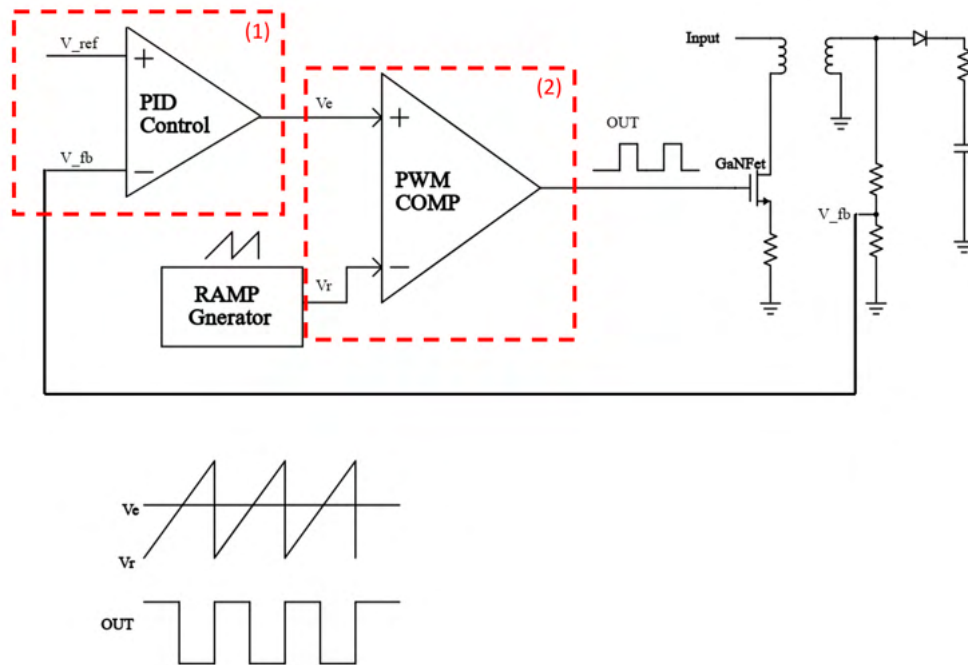 (1)
V_ref
PID
Control
V_fb
(2)
Ve
PWM
COMP
Vr
RAMP
Gnerator
OUT
Input
GaNFet
V_fb
Ve
Vr
OUT